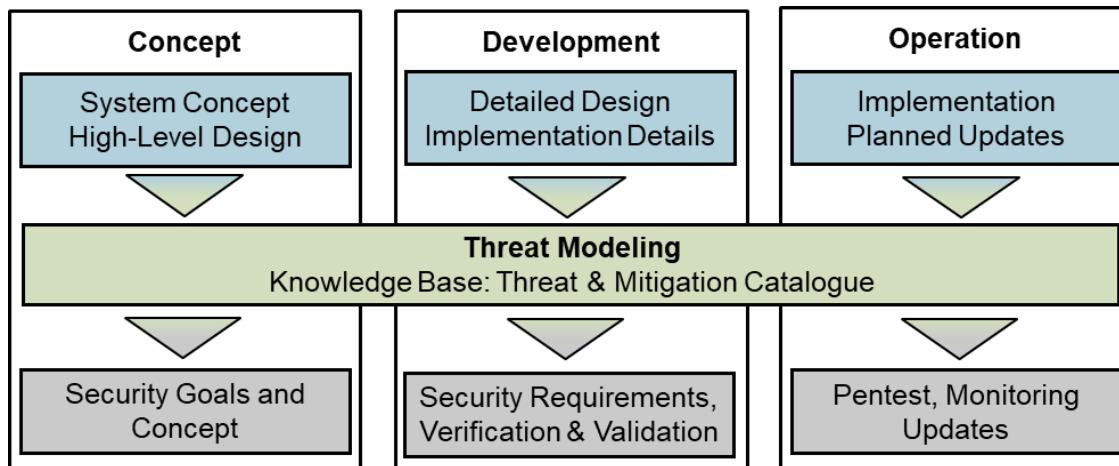 Concept
System Concept
High-Level Design
Development
Detailed Design
Implementation Details
Operation
Implementation
Planned Updates
Threat Modeling
Knowledge Base: Threat & Mitigation Catalogue
Security Goals and
Concept
Security Requirements,
Verification & Validation
Pentest, Monitoring
Updates